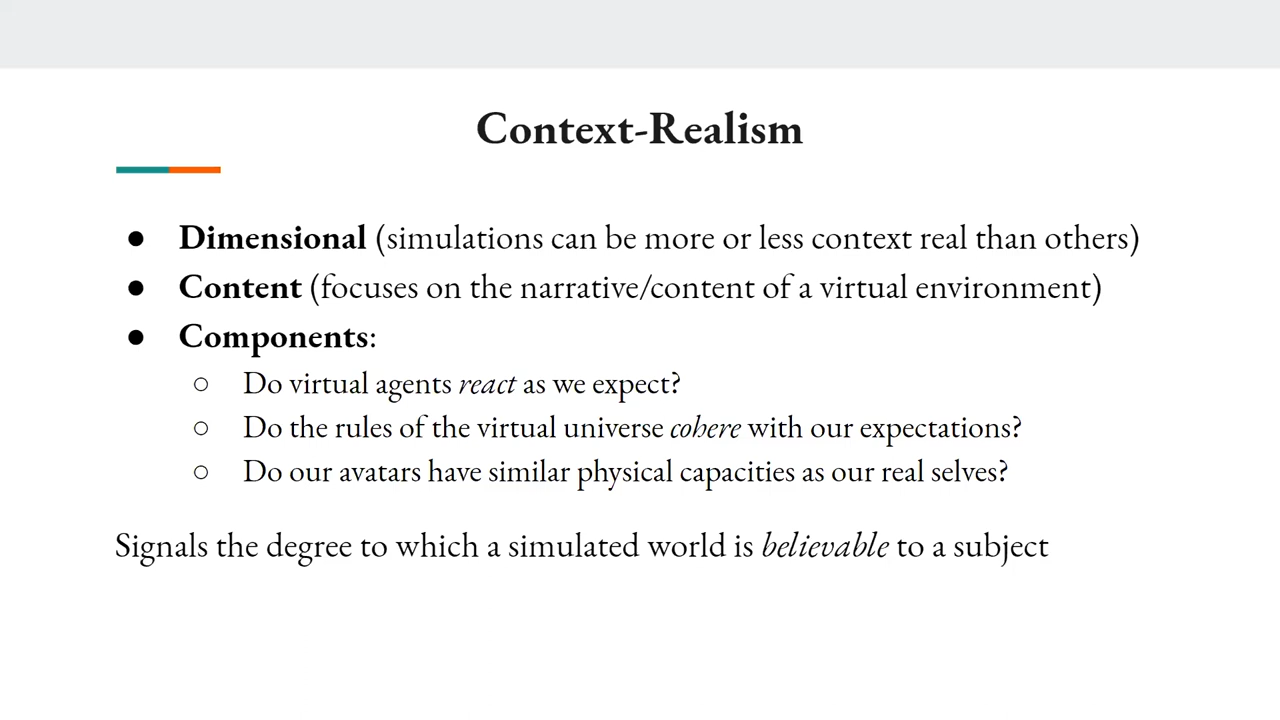 Context-Realism
● Dimensional (simulations can be more or less context real than others)
● Content (focuses on the narrative/content of a virtual environment)
● Components:
○ Do virtual agents react as we expect?
○ Do the rules of the virtual universe cohere with our expectations?
○ Do our avatars have similar physical capacities as our real selves?
Signals the degree to which a simulated world is believable to a subject